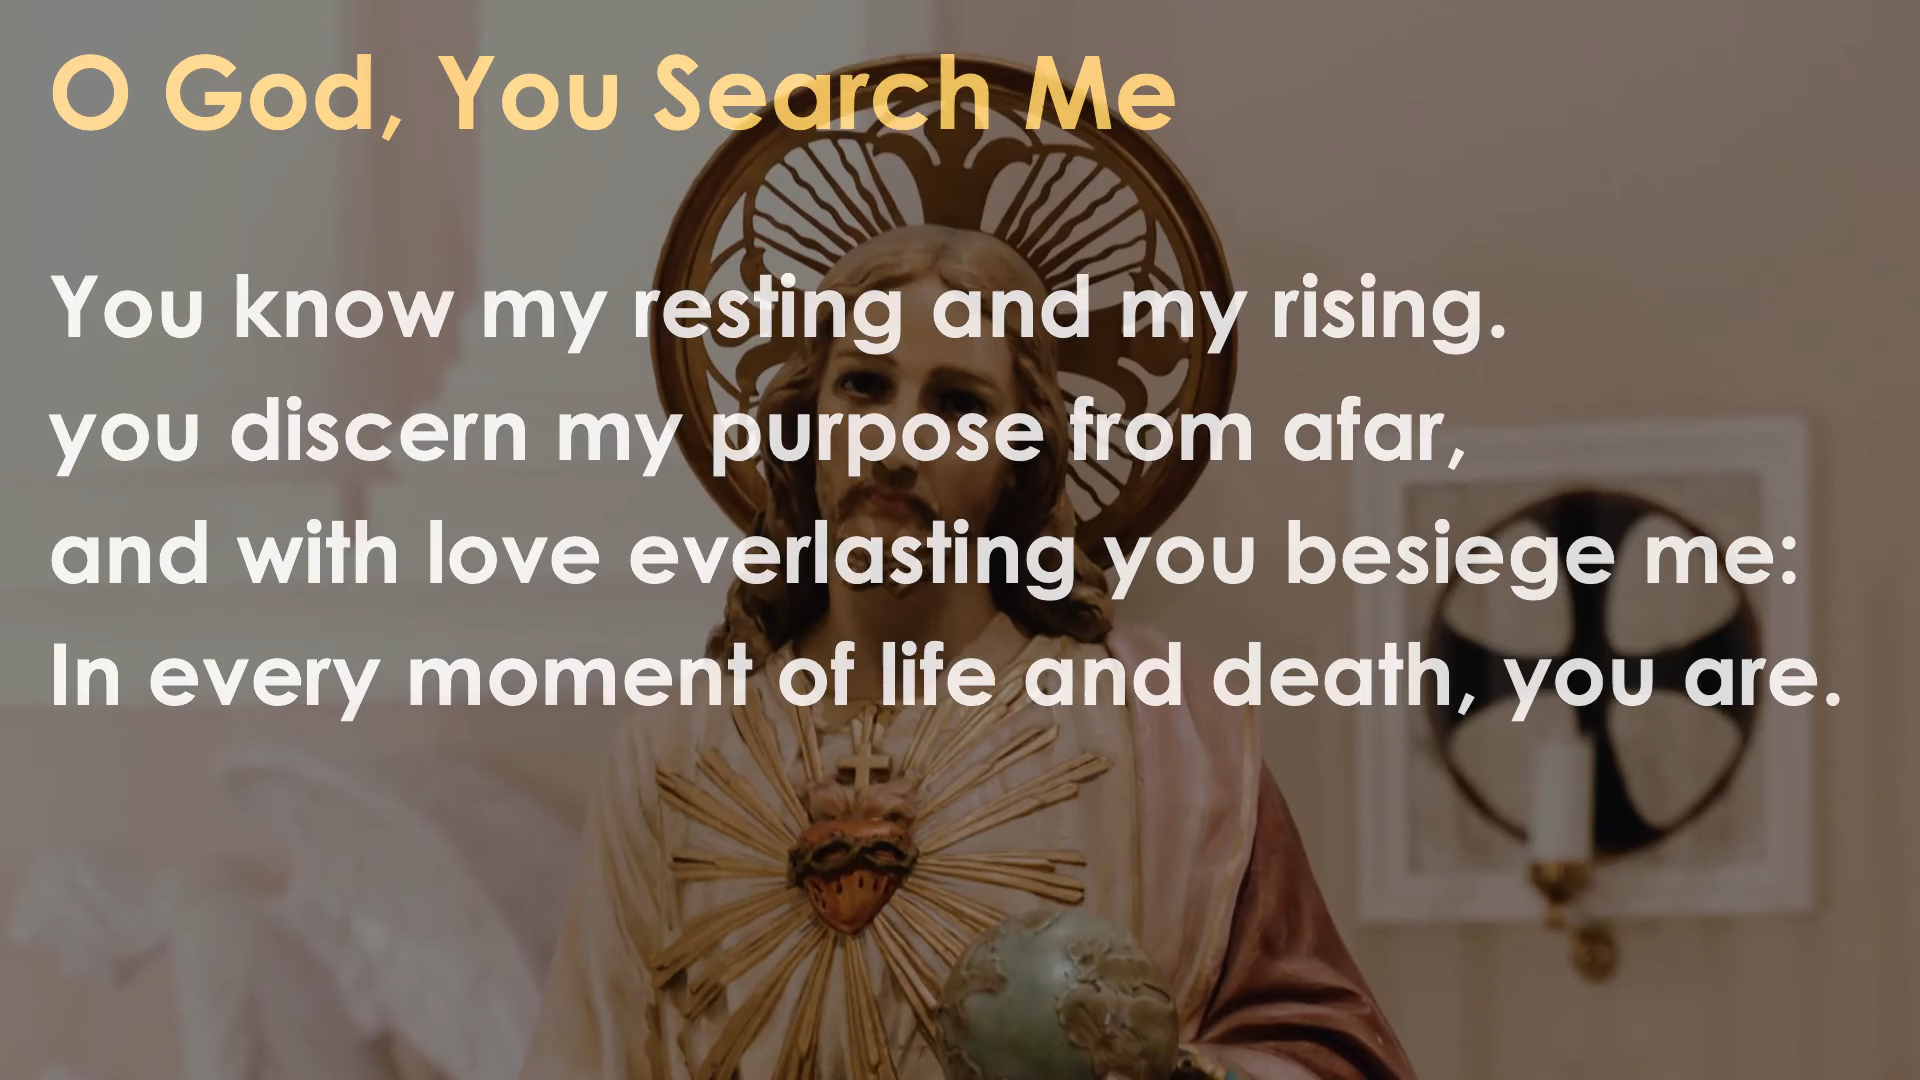 O God, You Search Me
You know my resting and my rising.
you discern my purpose from afar,
and with love everlasting you besiege me:
In every moment of life and death, you are.